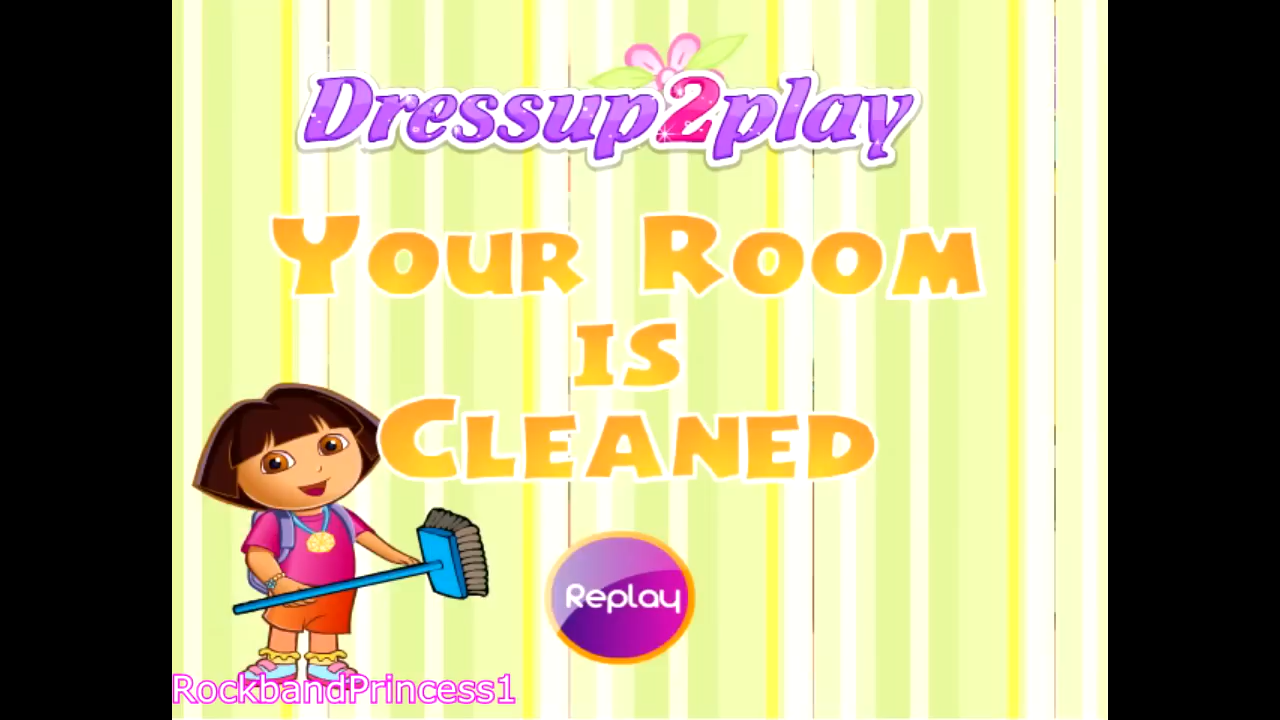 Dressup2play
YOUR ROOM
IS
CLEANED
Replay
RockbandPrincess1